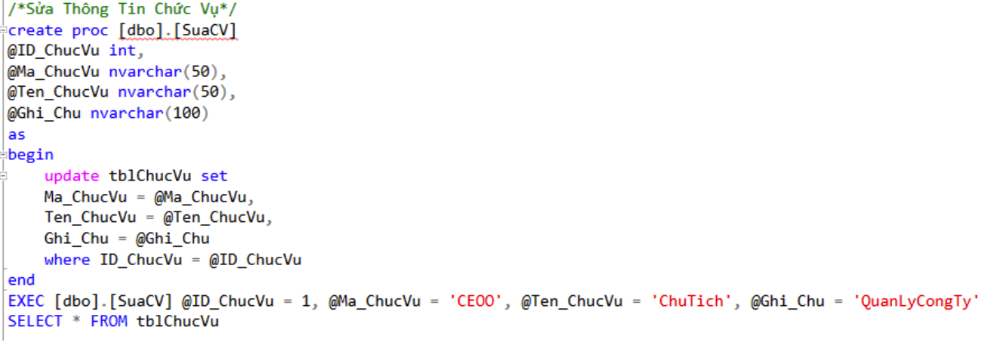 /*Sửa Thông Tin Chức Vụ*/
create proc [dbo].[SuaCV]
@ID_ChucVu int,
@Ma_ChucVu nvarchar(50),
@Ten_ChucVu nvarchar(50),
@Ghi_Chu nvarchar(100)
as
begin
    update tblChucVu set
    Ma_ChucVu = @Ma_ChucVu,
    Ten_ChucVu = @Ten_ChucVu,
    Ghi_Chu = @Ghi_Chu
    where ID_ChucVu = @ID_ChucVu
end
EXEC [dbo].[SuaCV] @ID_ChucVu = 1, @Ma_ChucVu = 'CEOO', @Ten_ChucVu = 'ChuTich', @Ghi_Chu = 'QuanLyCongTy'
SELECT * FROM tblChucVu